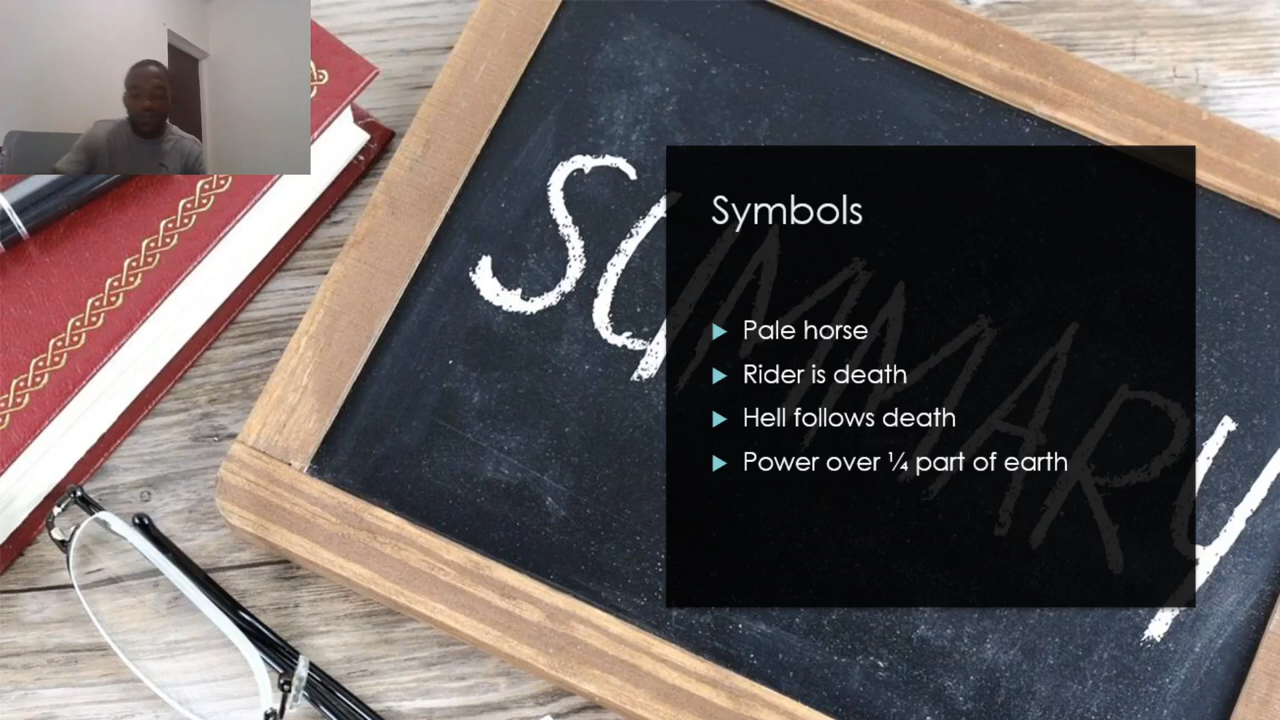 SUMMARY
Symbols
Pale horse
Rider is death
Hell follows death
Power over ¼ part of earth